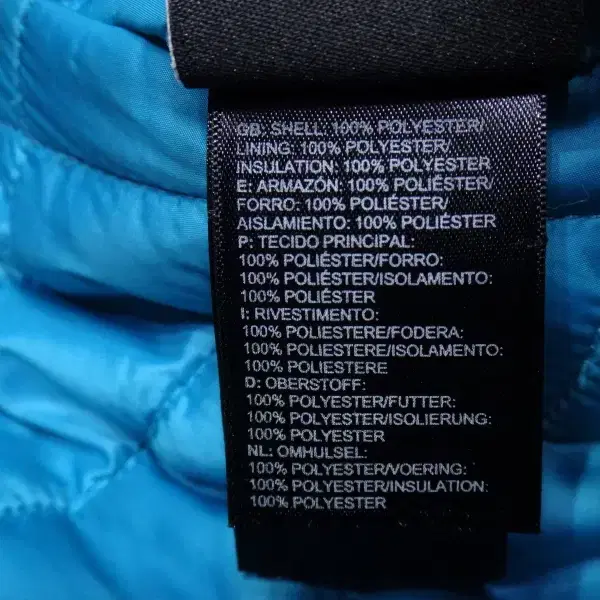 GB: SHELL: 100% POLYESTER/
LINING: 100% POLYESTER/
INSULATION: 100% POLYESTER
E: ARMAZÓN: 100% POLIÉSTER/
FORRO: 100% POLIÉSTER/
AISLAMIENTO: 100% POLIÉSTER
P: TECIDO PRINCIPAL:
100% POLIÉSTER/FORRO:
100% POLIÉSTER/ISOLAMENTO:
100% POLIÉSTER
I: RIVESTIMENTO:
100% POLIESTERE/FODERA:
100% POLIESTERE/ISOLAMENTO:
100% POLIESTERE
D: OBERSTOFF:
100% POLYESTER/FUTTER:
100% POLYESTER/ISOLIERUNG:
100% POLYESTER
NL: OMHULSEL:
100% POLYESTER/VOERING:
100% POLYESTER/INSULATION:
100% POLYESTER